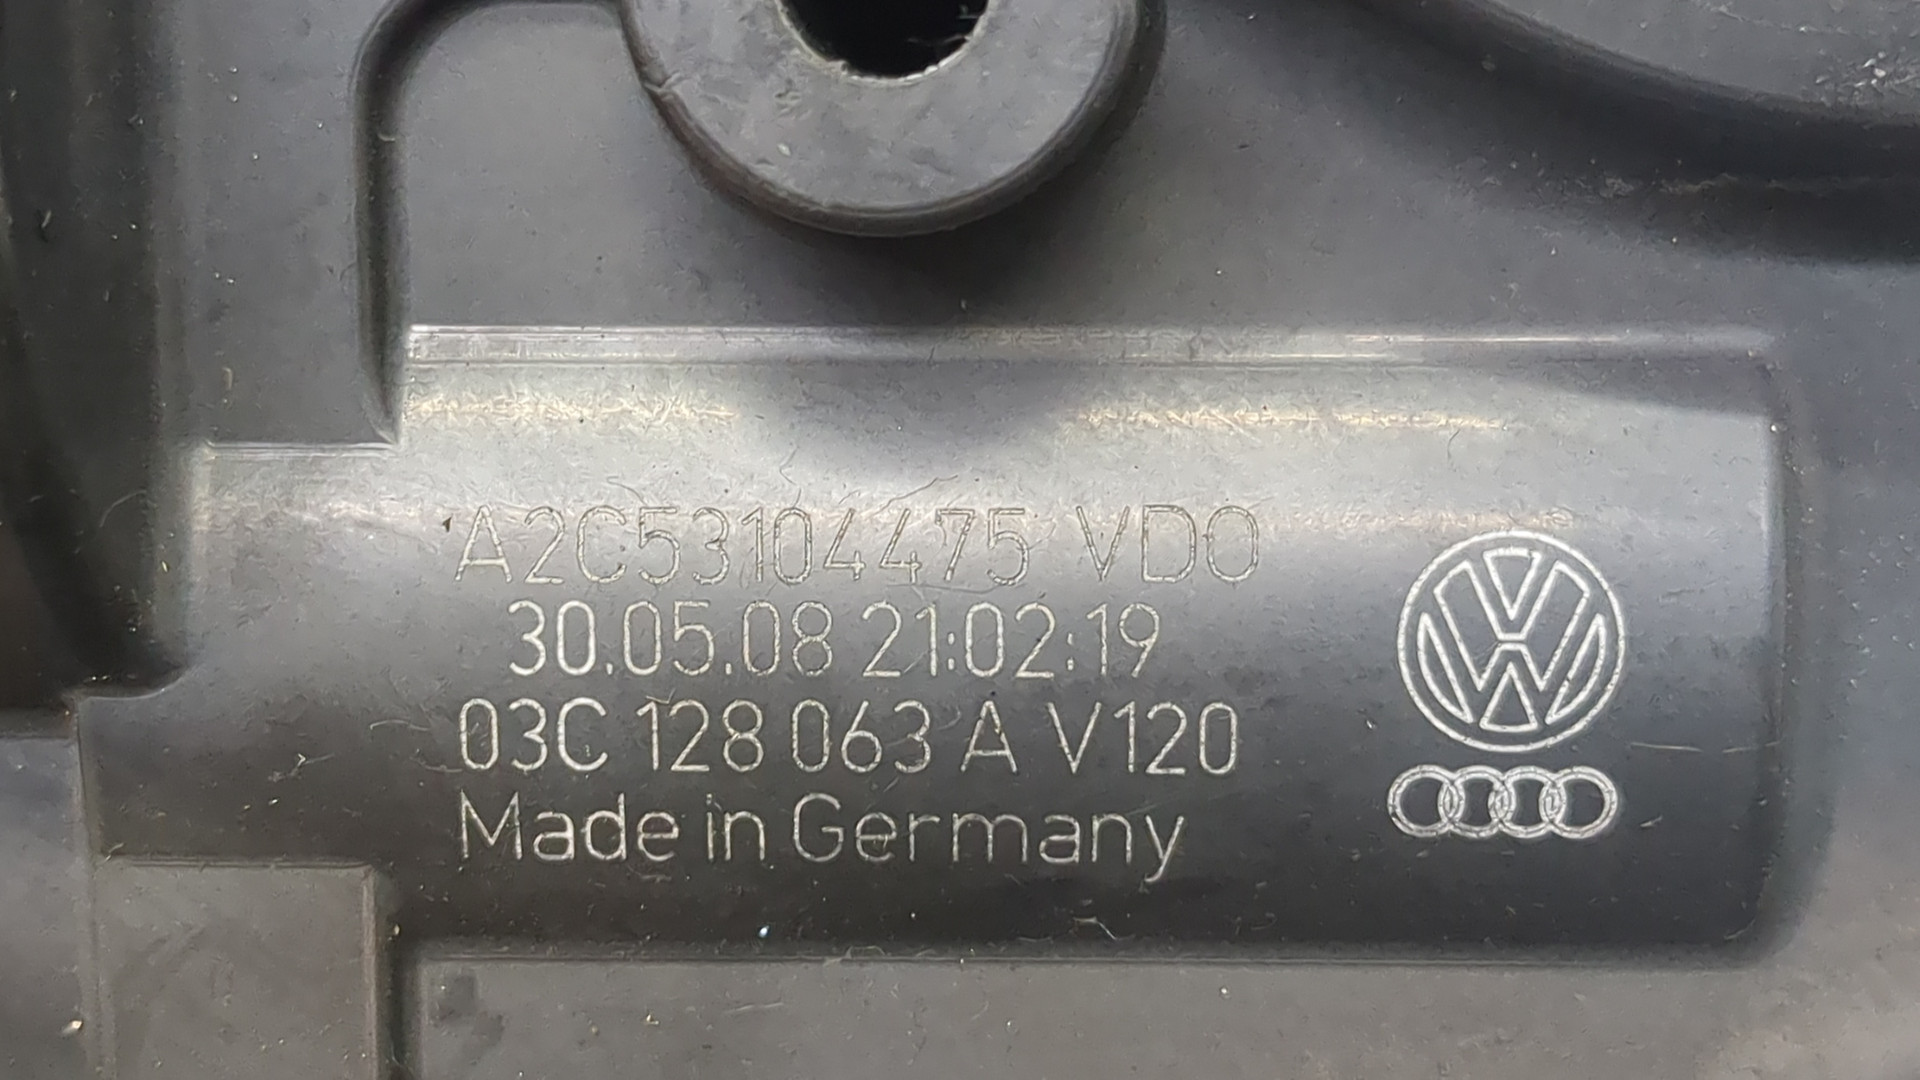 A2C53104475 VDO
30.05.08 21:02:19
03C 128 063 A V120
Made in Germany